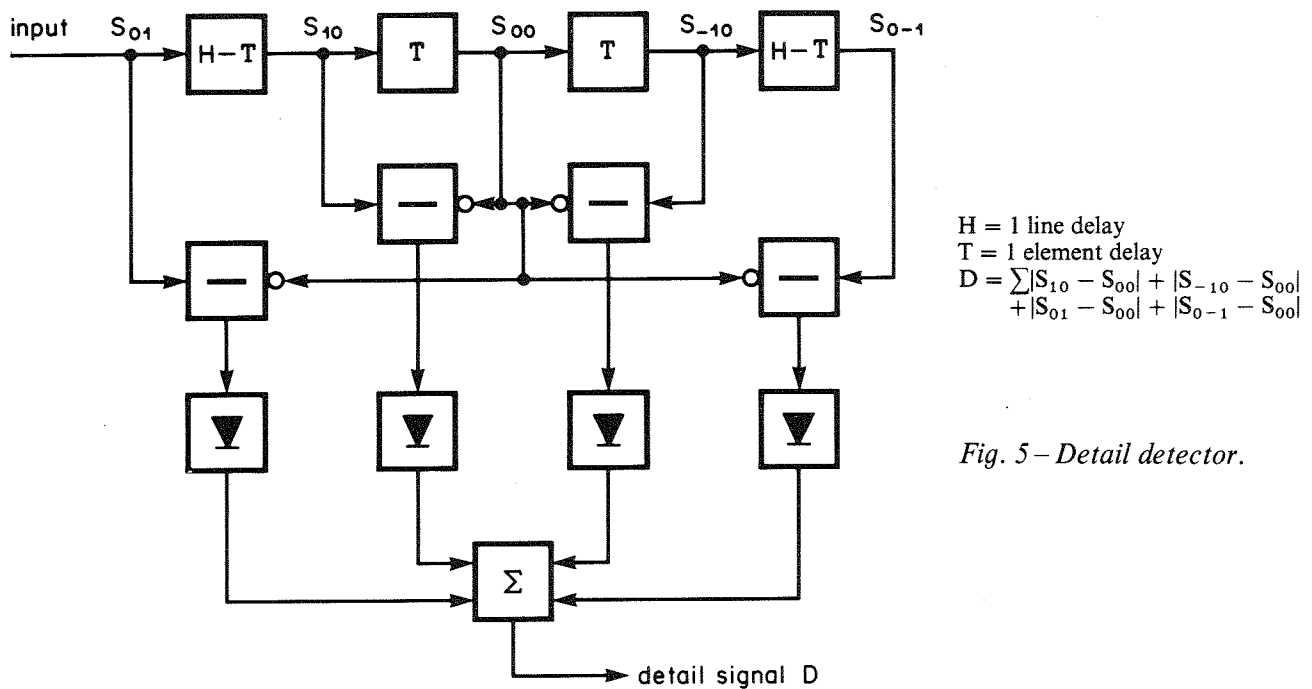 input
S₀₁
S₁₀
S₀₀
S₋₁₀
S₀₋₁
H−T
T
T
H−T
−
−
−
−
H = 1 line delay
T = 1 element delay
D = ∑|S₁₀ − S₀₀| + |S₋₁₀ − S₀₀|
+|S₀₁ − S₀₀| + |S₀₋₁ − S₀₀|
Fig. 5 – Detail detector.
Σ
detail signal D